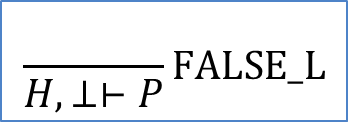 FALSE_L
H, ⊥ ⊢ P